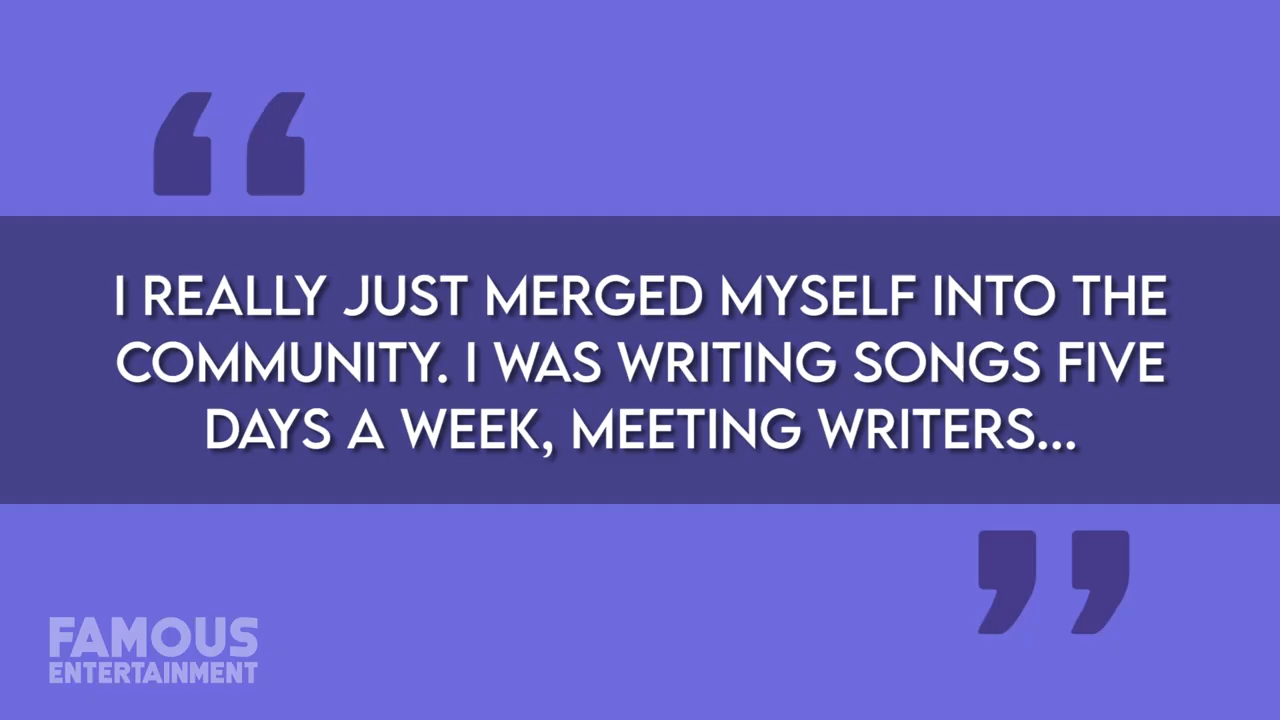 I REALLY JUST MERGED MYSELF INTO THE
COMMUNITY. I WAS WRITING SONGS FIVE
DAYS A WEEK, MEETING WRITERS...
FAMOUS
ENTERTAINMENT